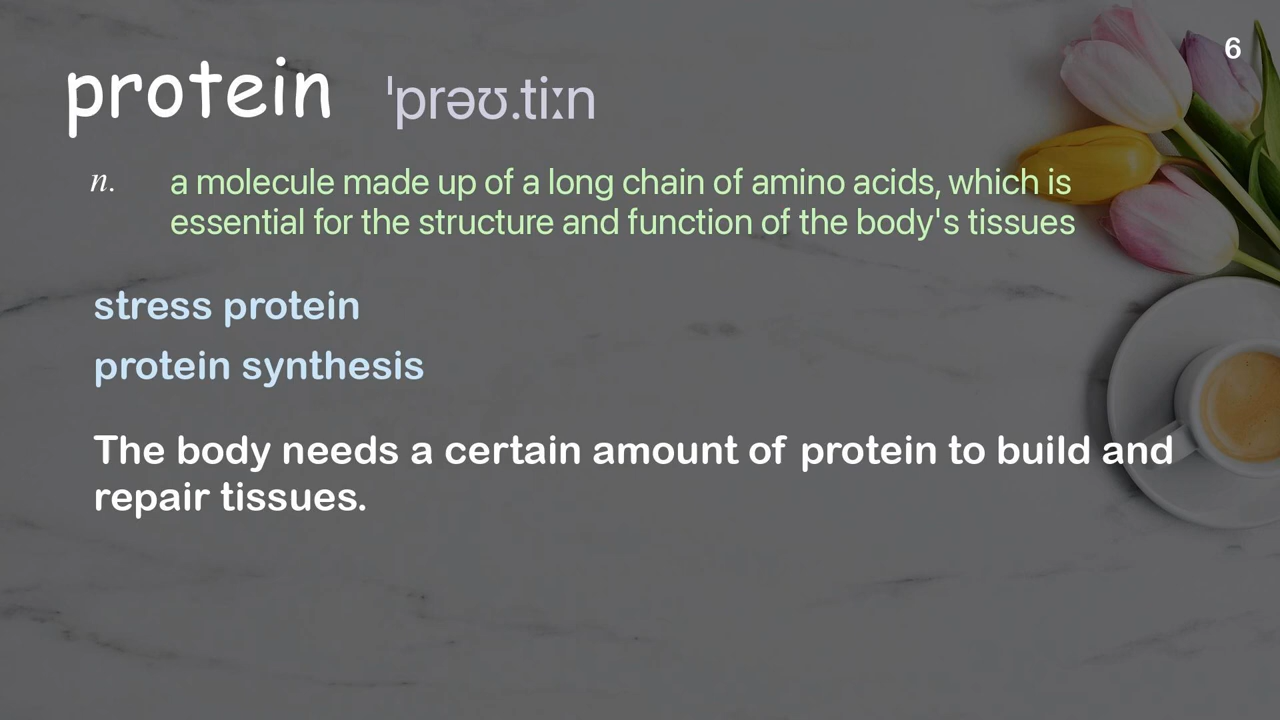 6
protein ˈprəʊ.tiːn
n. a molecule made up of a long chain of amino acids, which is
essential for the structure and function of the body's tissues
stress protein
protein synthesis
The body needs a certain amount of protein to build and
repair tissues.